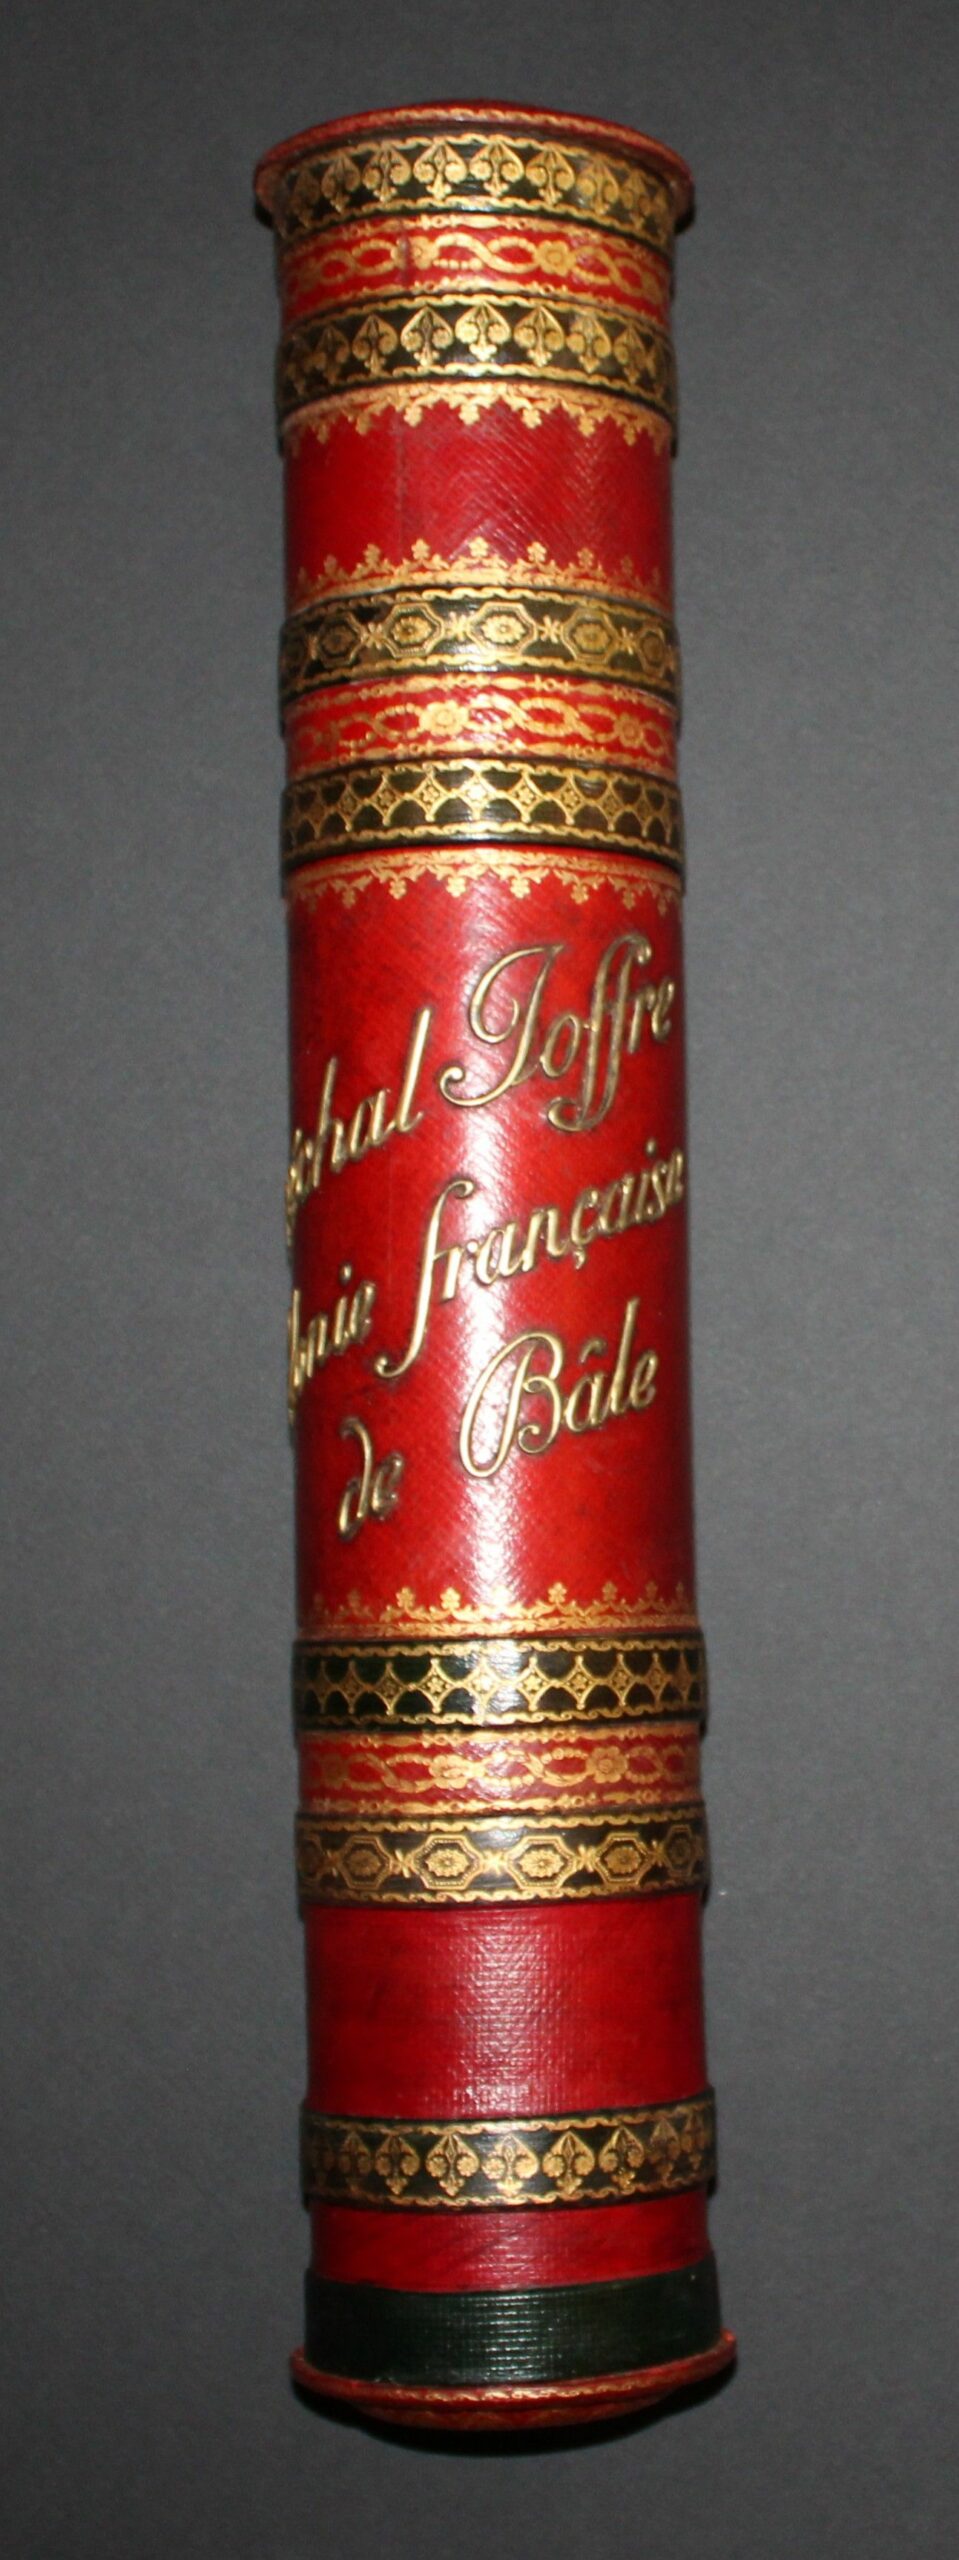 Joffre
française
de Bâle